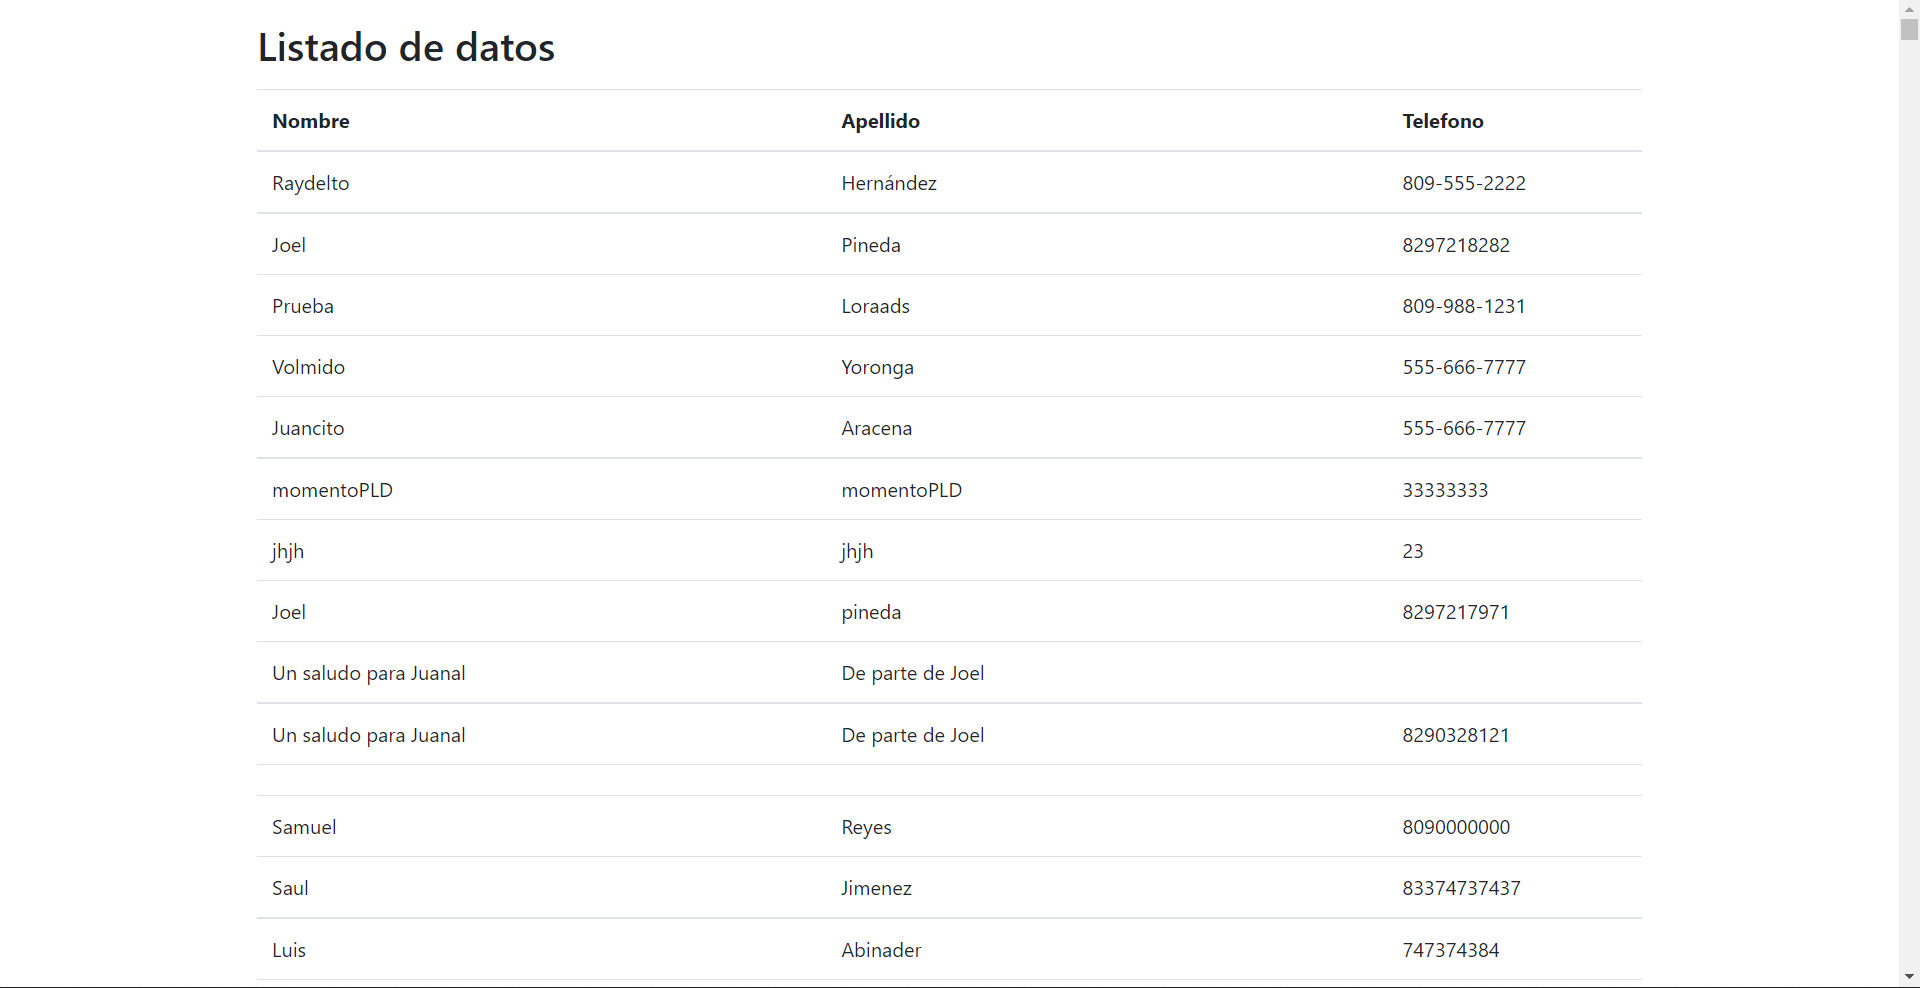 Listado de datos
Nombre Apellido Telefono
Raydelto Hernández 809-555-2222
Joel Pineda 8297218282
Prueba Loraads 809-988-1231
Volmido Yoronga 555-666-7777
Juancito Aracena 555-666-7777
momentoPLD momentoPLD 33333333
jhjh jhjh 23
Joel pineda 8297217971
Un saludo para Juanal De parte de Joel
Un saludo para Juanal De parte de Joel 8290328121
Samuel Reyes 8090000000
Saul Jimenez 83374737437
Luis Abinader 747374384